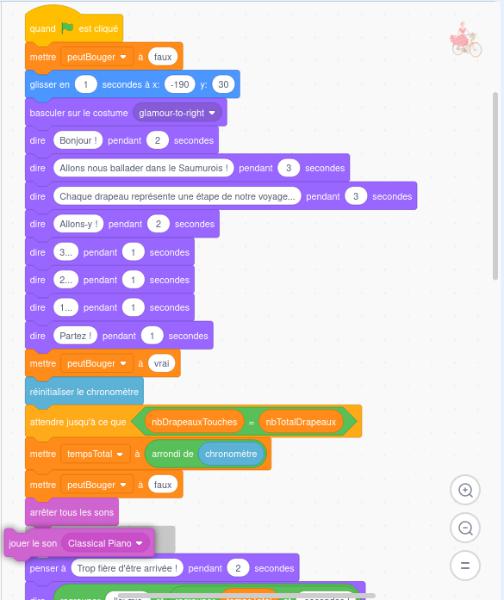 quand est cliqué
mettre peutBouger à faux
glisser en 1 secondes à x: -190 y: 30
basculer sur le costume glamour-to-right
dire Bonjour ! pendant 2 secondes
dire Allons nous ballader dans le Saumurois ! pendant 3 secondes
dire Chaque drapeau représente une étape de notre voyage... pendant 3 secondes
dire Allons-y ! pendant 2 secondes
dire 3... pendant 1 secondes
dire 2... pendant 1 secondes
dire 1... pendant 1 secondes
dire Partez ! pendant 1 secondes
mettre peutBouger à vrai
réinitialiser le chronomètre
attendre jusqu'à ce que nbDrapeauxTouches = nbTotalDrapeaux
mettre tempsTotal à arrondi de chronomètre
mettre peutBouger à faux
arrêter tous les sons
jouer le son Classical Piano
penser à Trop fière d'être arrivée ! pendant 2 secondes